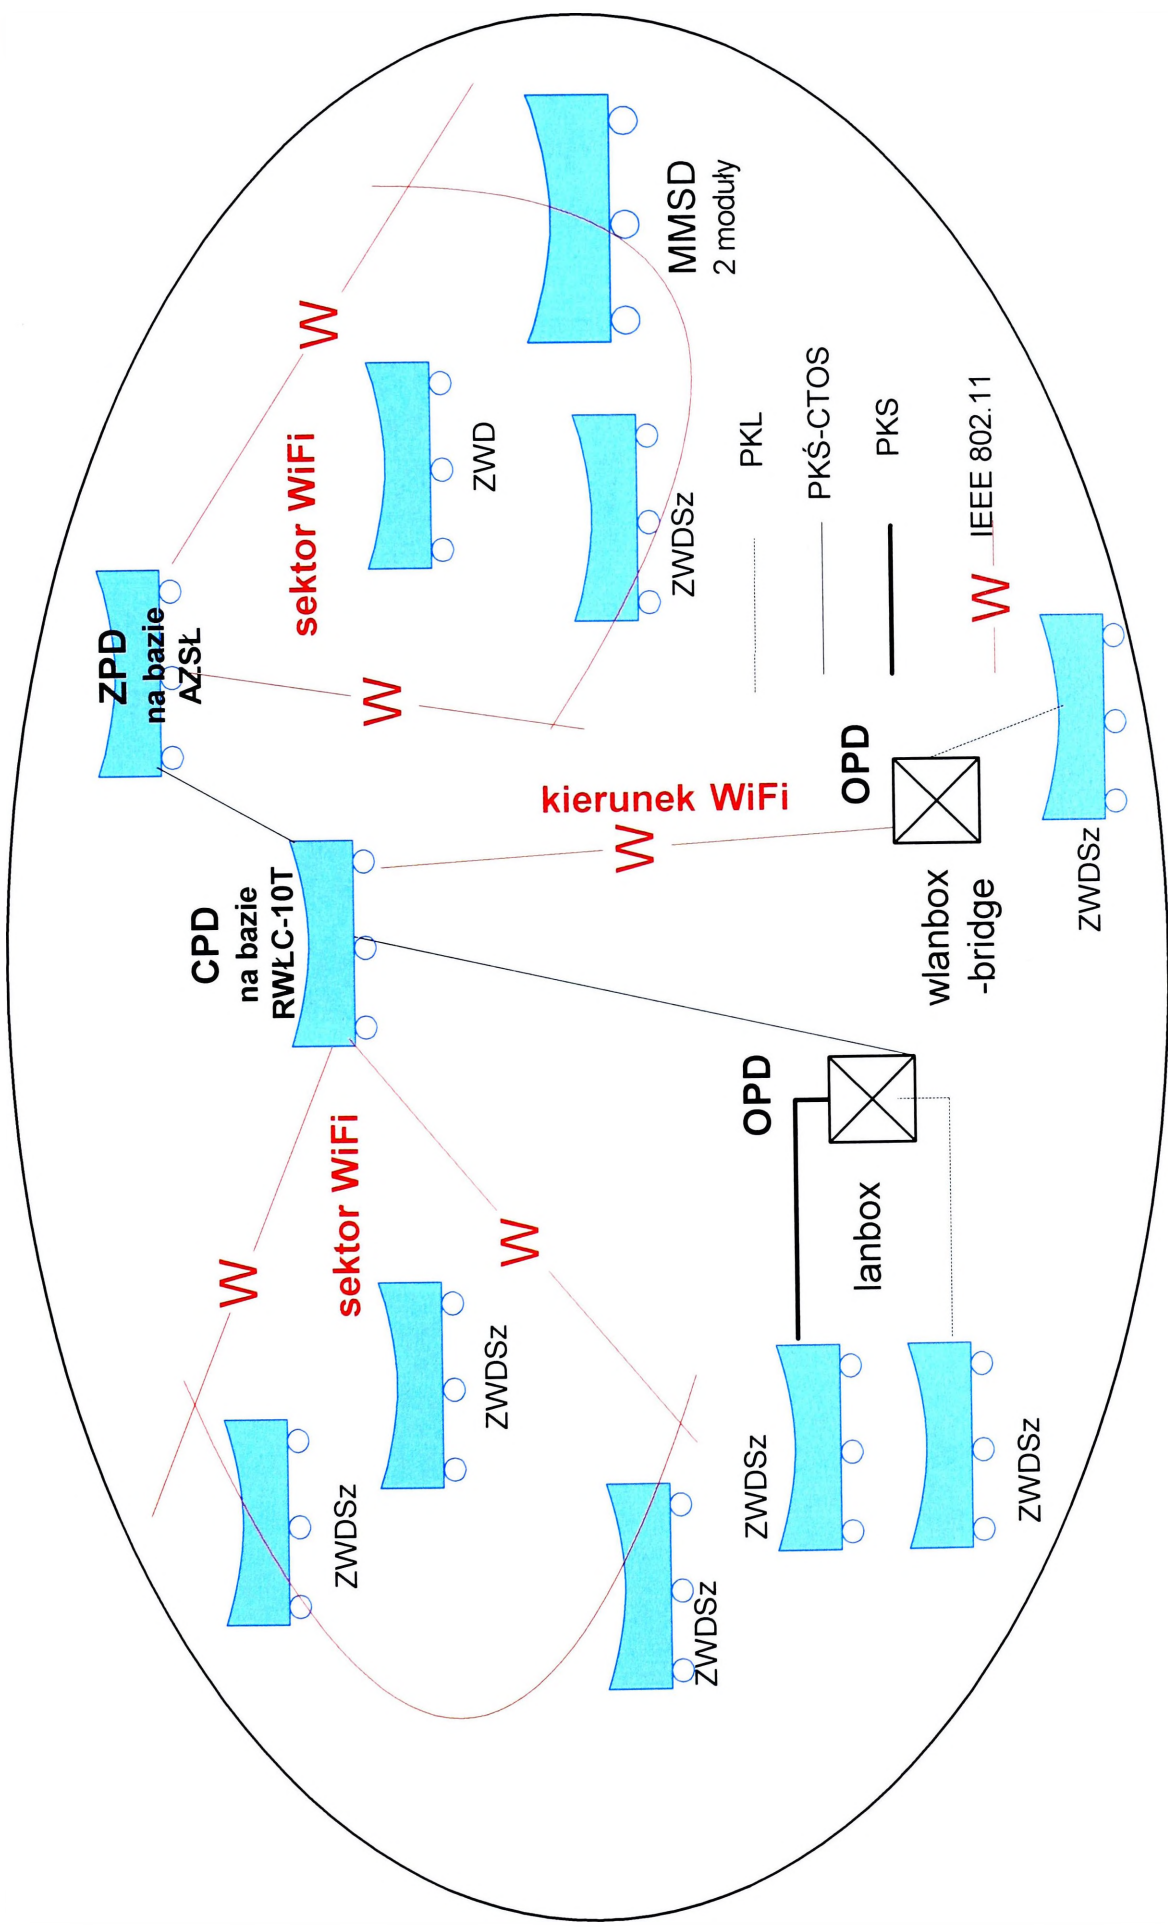 ZPD
na bazie
AZSŁ
CPD
na bazie
RWŁC-10T
W
sektor WiFi
W
sektor WiFi
ZWDSz
W
ZWD
ZWDSz
W
kierunek WiFi
W
MMSD
2 moduły
ZWDSz
ZWDSz
OPD
PKL
ZWDSz
PKŚ-CTOS
OPD
lanbox
PKS
wlanbox
-bridge
W
IEEE 802.11
ZWDSz
ZWDSz